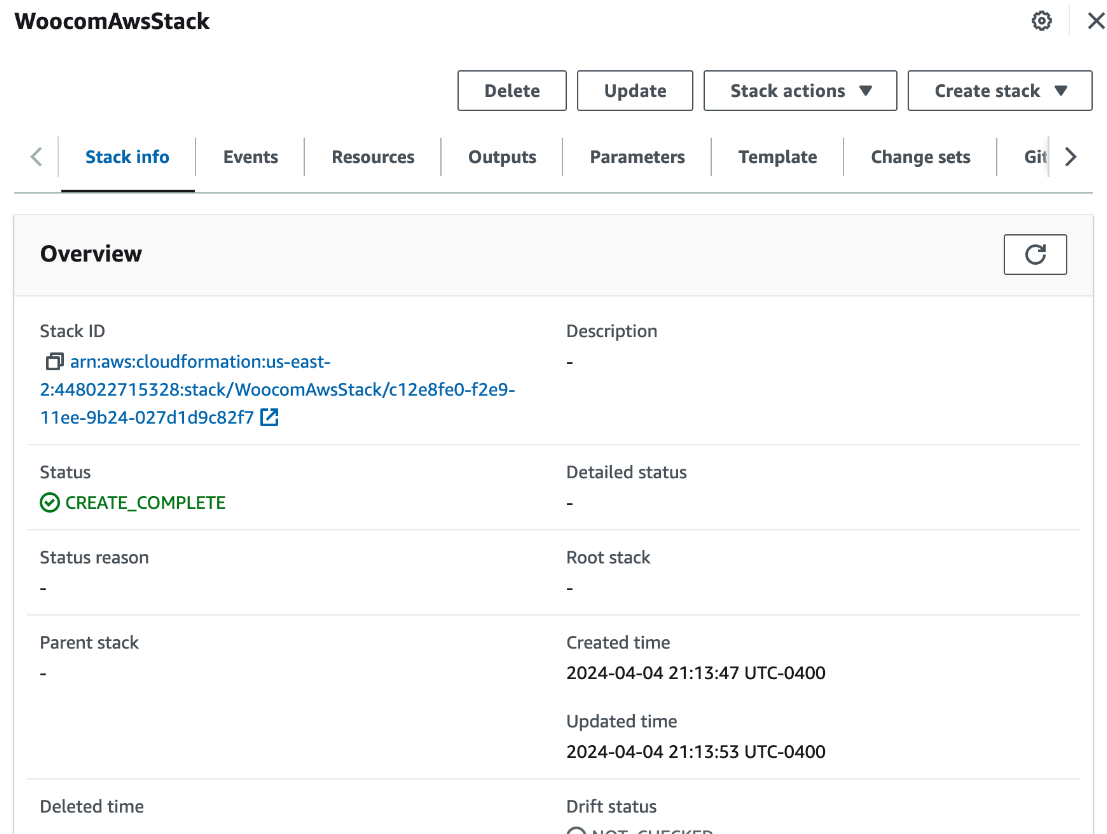 WoocomAwsStack
Delete
Update
Stack actions
Create stack
Stack info
Events
Resources
Outputs
Parameters
Template
Change sets
Git
Overview
Stack ID
arn:aws:cloudformation:us-east-
2:448022715328:stack/WoocomAwsStack/c12e8fe0-f2e9-
11ee-9b24-027d1d9c82f7
Description
-
Status
CREATE_COMPLETE
Detailed status
-
Status reason
-
Root stack
-
Parent stack
-
Created time
2024-04-04 21:13:47 UTC-0400
Updated time
2024-04-04 21:13:53 UTC-0400
Deleted time
Drift status
NOT_CHECKED